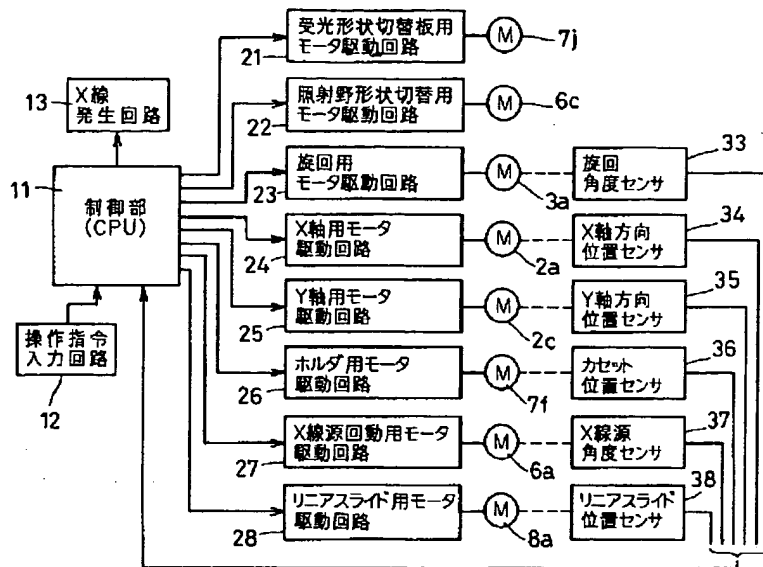 受光形状切替板用
モータ駆動回路
21
M
7j
X線
発生回路
13
照射野形状切替用
モータ駆動回路
22
M
6c
11
制御部
(CPU)
旋回用
モータ駆動回路
23
M
3a
旋回
角度センサ
33
X軸用モータ
駆動回路
24
M
2a
X軸方向
位置センサ
34
Y軸用モータ
駆動回路
25
M
2c
Y軸方向
位置センサ
35
操作指令
入力回路
12
ホルダ用モータ
駆動回路
26
M
7f
カセット
位置センサ
36
X線源回動用モータ
駆動回路
27
M
6a
X線源
角度センサ
37
リニアスライド用モータ
駆動回路
28
M
8a
リニアスライド
位置センサ
38